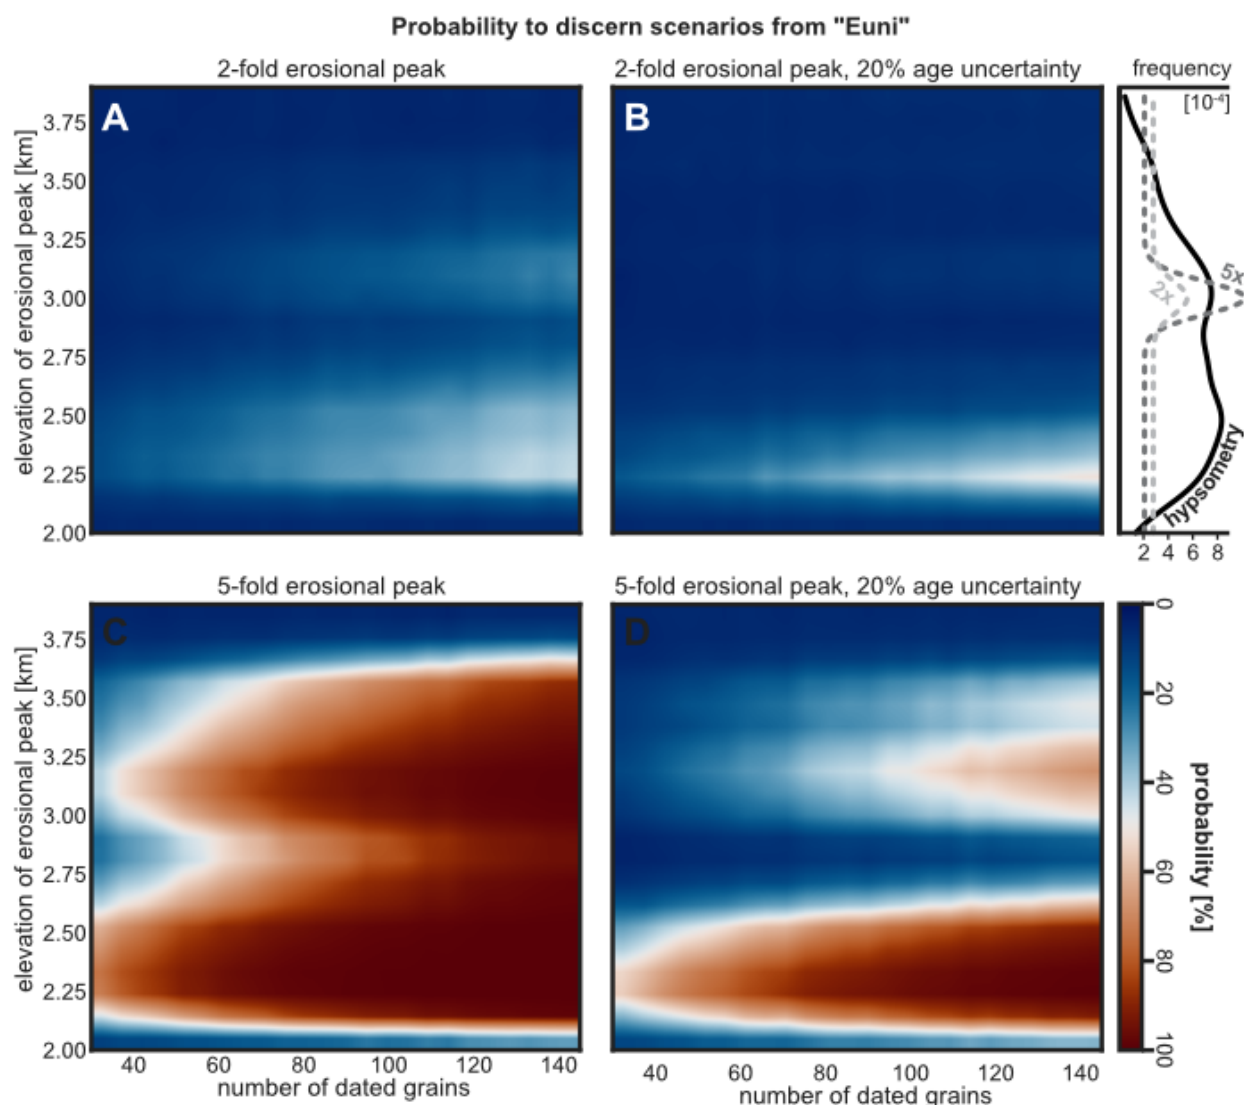 Probability to discern scenarios from "Euni"
2-fold erosional peak
2-fold erosional peak, 20% age uncertainty
frequency
[10⁻⁴]
A
B
elevation of erosional peak [km]
3.75
3.50
3.25
3.00
2.75
2.50
2.25
2.00
5x
2x
hypsometry
2 4 6 8
5-fold erosional peak
5-fold erosional peak, 20% age uncertainty
C
D
elevation of erosional peak [km]
3.75
3.50
3.25
3.00
2.75
2.50
2.25
2.00
40 60 80 100 120 140
number of dated grains
40 60 80 100 120 140
number of dated grains
0
20
40
60
80
100
probability [%]